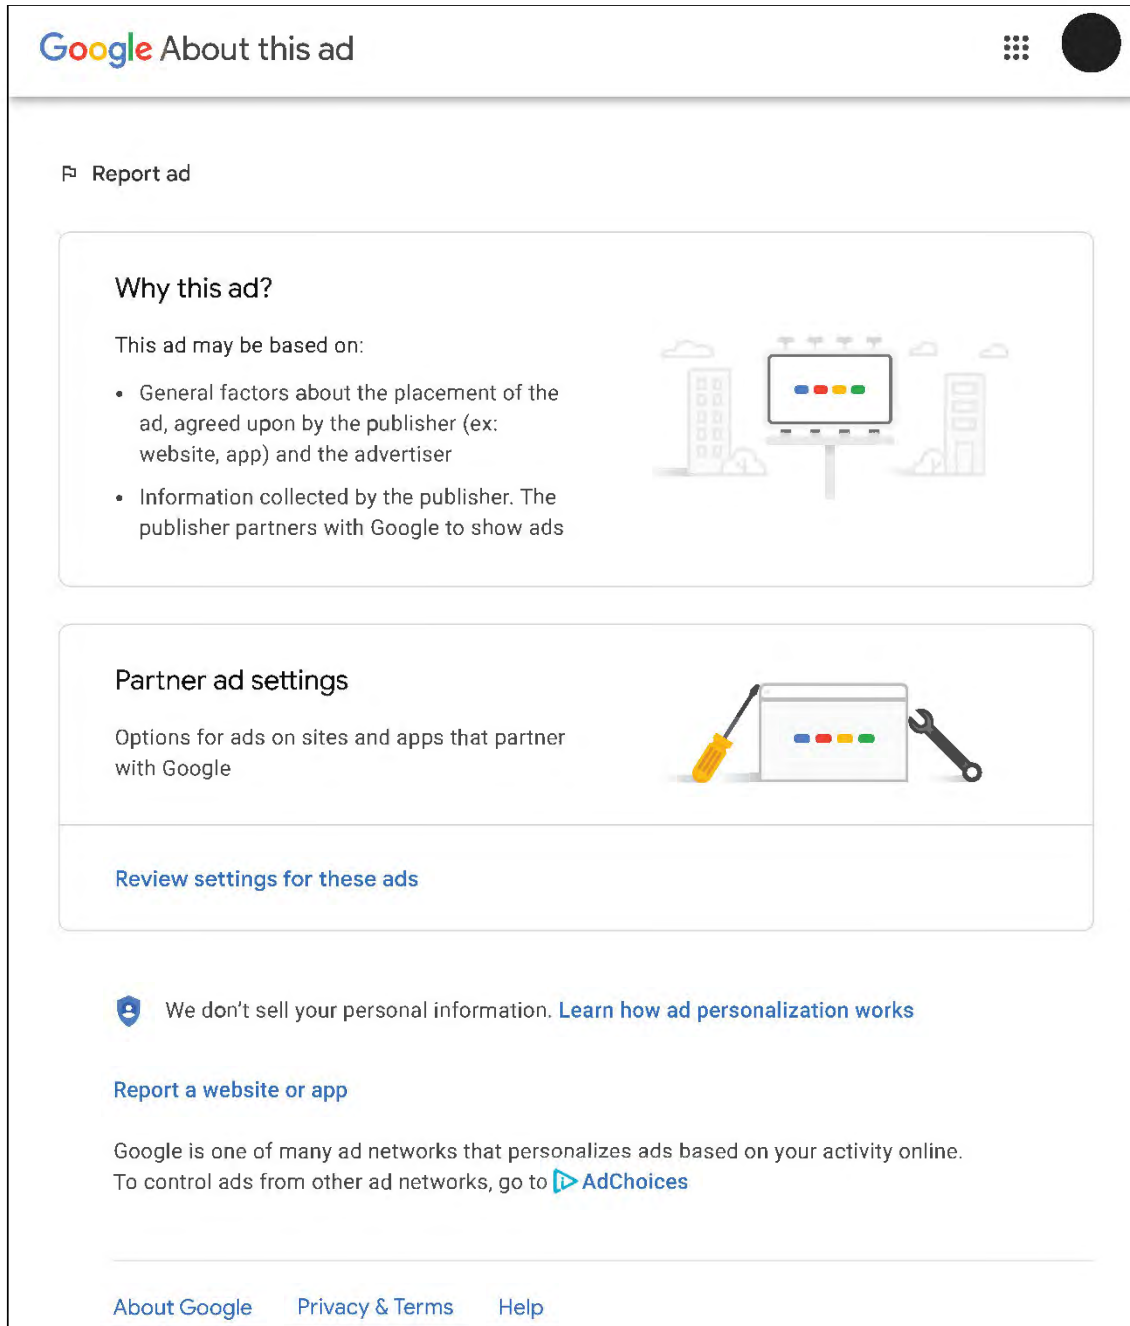 Google About this ad
Report ad
Why this ad?
This ad may be based on:
• General factors about the placement of the
ad, agreed upon by the publisher (ex:
website, app) and the advertiser
• Information collected by the publisher. The
publisher partners with Google to show ads
Partner ad settings
Options for ads on sites and apps that partner
with Google
Review settings for these ads
We don't sell your personal information. Learn how ad personalization works
Report a website or app
Google is one of many ad networks that personalizes ads based on your activity online.
To control ads from other ad networks, go to AdChoices
About Google Privacy & Terms Help